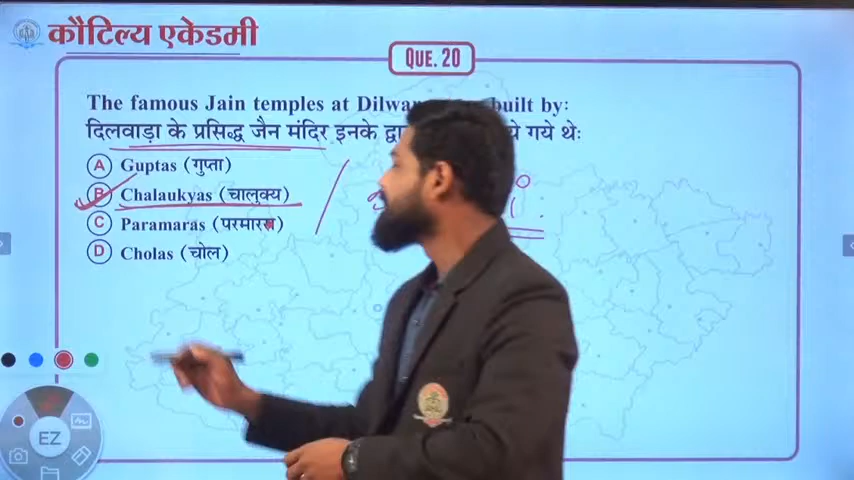 कौटिल्य एकेडमी
QUE. 20
The famous Jain temples at Dilwar built by:
दिलवाड़ा के प्रसिद्ध जैन मंदिर इनके द्वा ये गये थेः
A Guptas (गुप्ता)
B Chalaukyas (चालुक्य)
C Paramaras (परमार)
D Cholas (चोल)
EZ